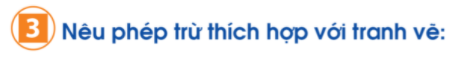 3 Nêu phép trừ thích hợp với tranh vẽ: